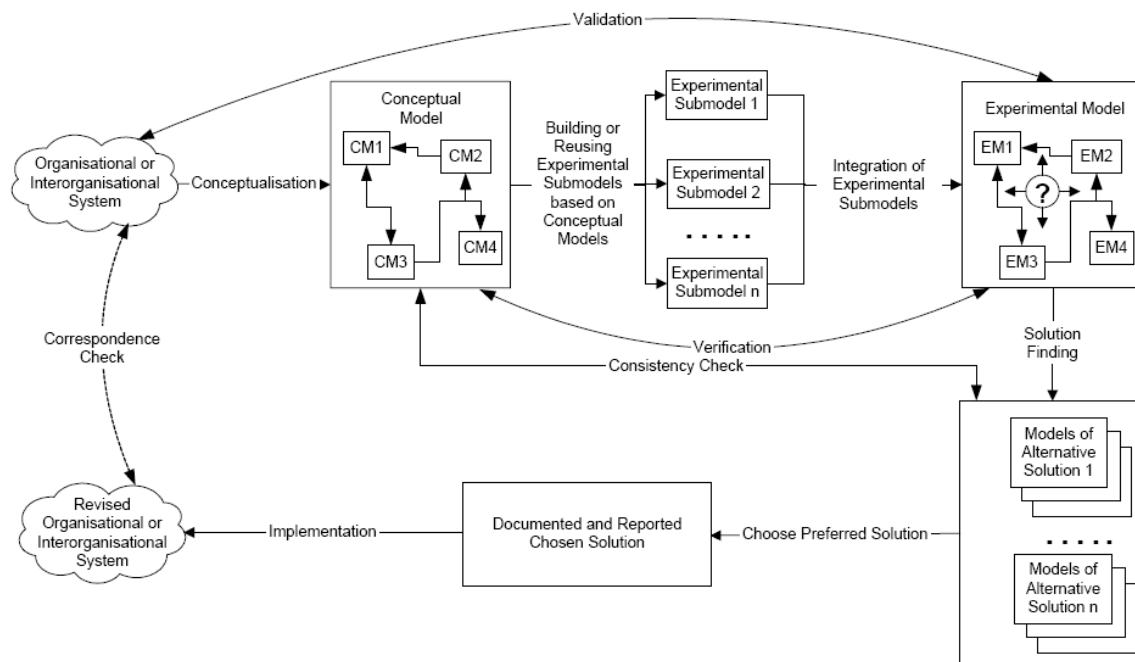 Validation
Organisational or
Interorganisational
System
Conceptualisation
Conceptual
Model
CM1
CM2
CM3
CM4
Building or
Reusing
Experimental
Submodels
based on
Conceptual
Models
Experimental
Submodel 1
Experimental
Submodel 2
. . . . .
Experimental
Submodel n
Integration of
Experimental
Submodels
Experimental Model
EM1
EM2
?
EM3
EM4
Correspondence
Check
Verification
Consistency Check
Solution
Finding
Models of
Alternative
Solution 1
. . . . .
Models of
Alternative
Solution n
Choose Preferred Solution
Documented and Reported
Chosen Solution
Implementation
Revised
Organisational or
Interorganisational
System